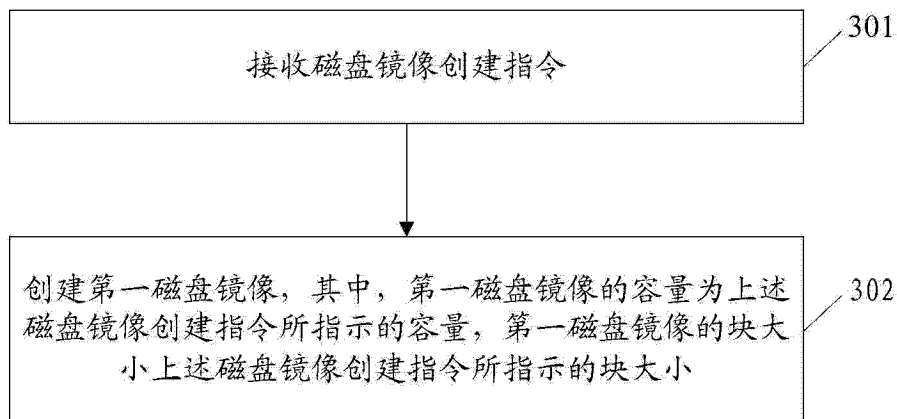 接收磁盘镜像创建指令
301
创建第一磁盘镜像，其中，第一磁盘镜像的容量为上述
磁盘镜像创建指令所指示的容量，第一磁盘镜像的块大
小上述磁盘镜像创建指令所指示的块大小
302